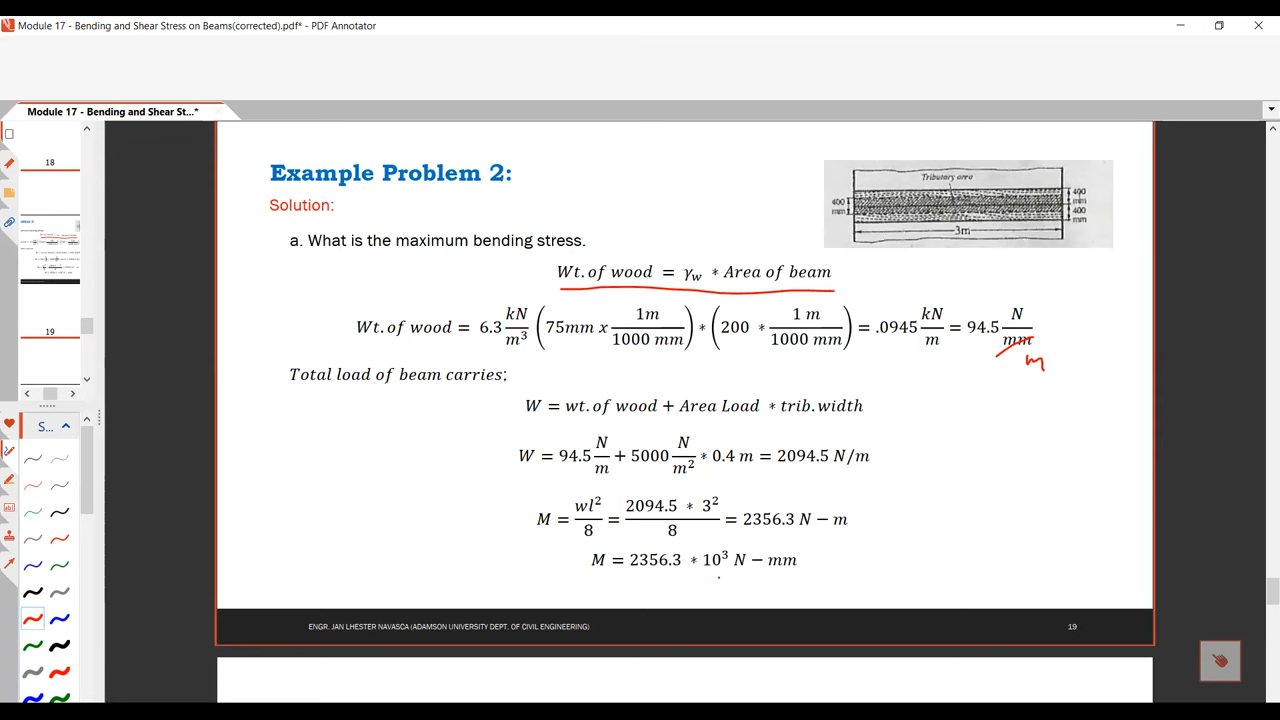 Module 17 - Bending and Shear Stress on Beams(corrected).pdf* - PDF Annotator
Module 17 - Bending and Shear St...*
18
19
S...
Example Problem 2:
Solution:
Tributary area
400 mm
400 mm
400 mm
3m
a. What is the maximum bending stress.
Wt. of wood = γw * Area of beam
Wt. of wood = 6.3 kN/m³ (75mm x 1m/1000 mm) * (200 * 1 m/1000 mm) = .0945 kN/m = 94.5 N/mm
m
Total load of beam carries;
W = wt. of wood + Area Load * trib. width
W = 94.5 N/m + 5000 N/m² * 0.4 m = 2094.5 N/m
M = wl²/8 = 2094.5 * 3²/8 = 2356.3 N − m
M = 2356.3 * 10³ N − mm
ENGR. JAN LHESTER NAVASCA (ADAMSON UNIVERSITY DEPT. OF CIVIL ENGINEERING)
19